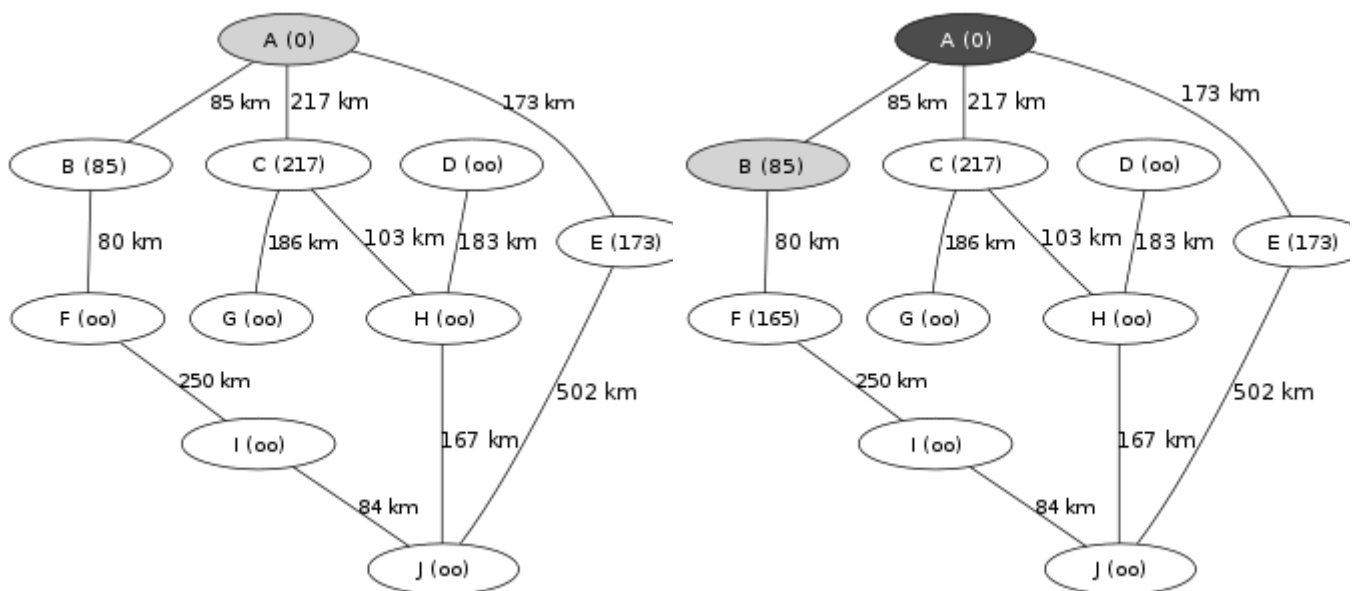 A (0)
85 km
217 km
173 km
B (85)
C (217)
D (oo)
80 km
186 km
103 km
183 km
E (173)
F (oo)
G (oo)
H (oo)
250 km
502 km
I (oo)
167 km
84 km
J (oo)
A (0)
85 km
217 km
173 km
B (85)
C (217)
D (oo)
80 km
186 km
103 km
183 km
E (173)
F (165)
G (oo)
H (oo)
250 km
502 km
I (oo)
167 km
84 km
J (oo)